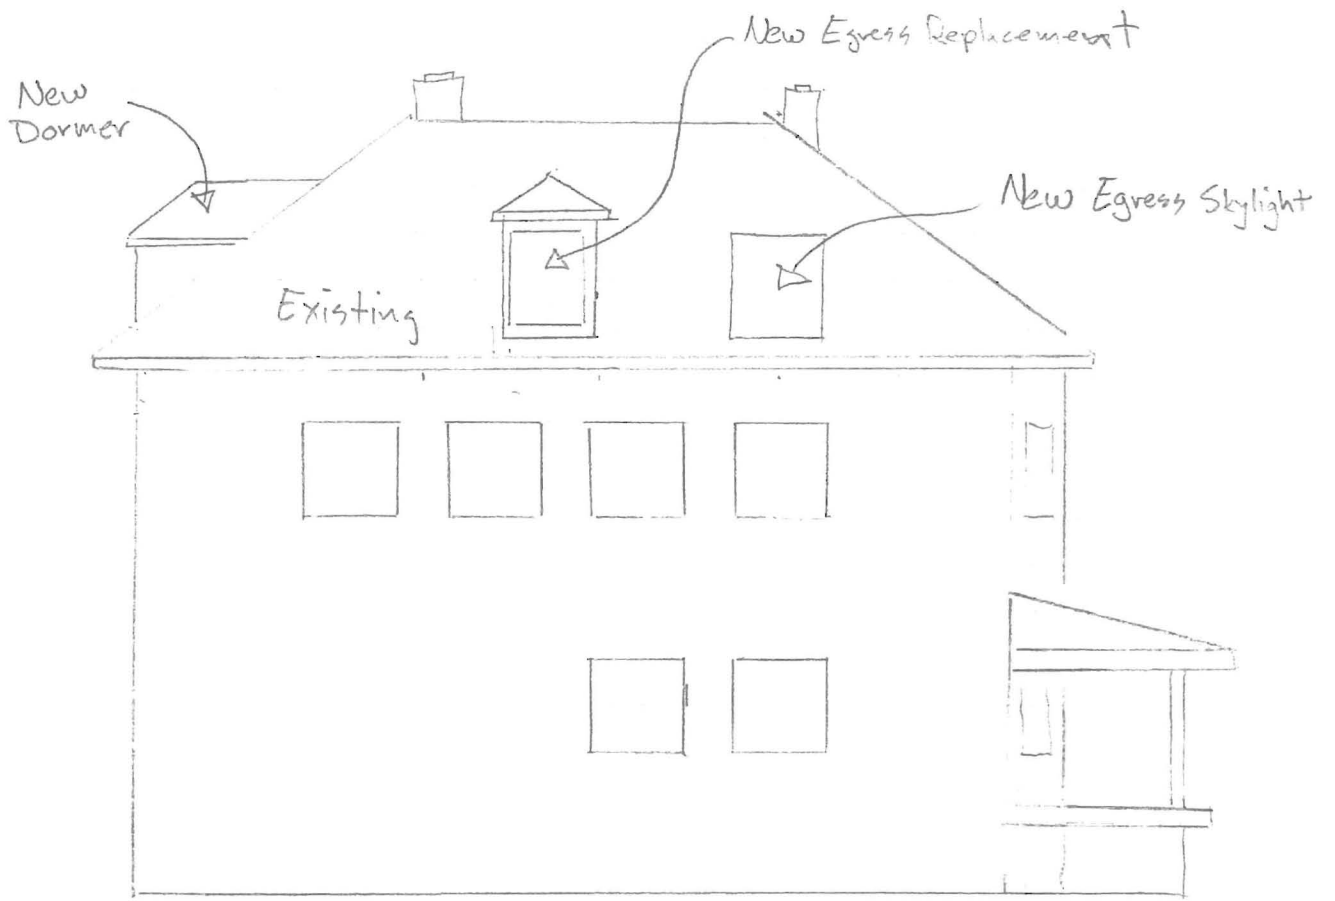 New Egress Replacement
New
Dormer
New Egress Skylight
Existing